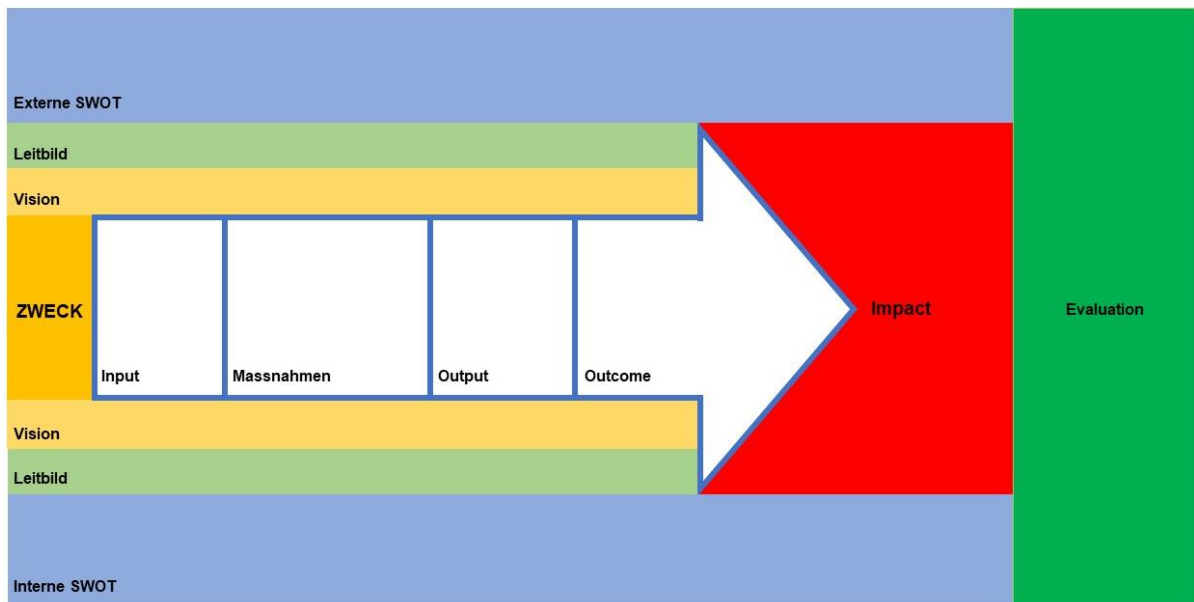 Externe SWOT
Leitbild
Vision
ZWECK
Input
Massnahmen
Output
Outcome
Impact
Evaluation
Vision
Leitbild
Interne SWOT